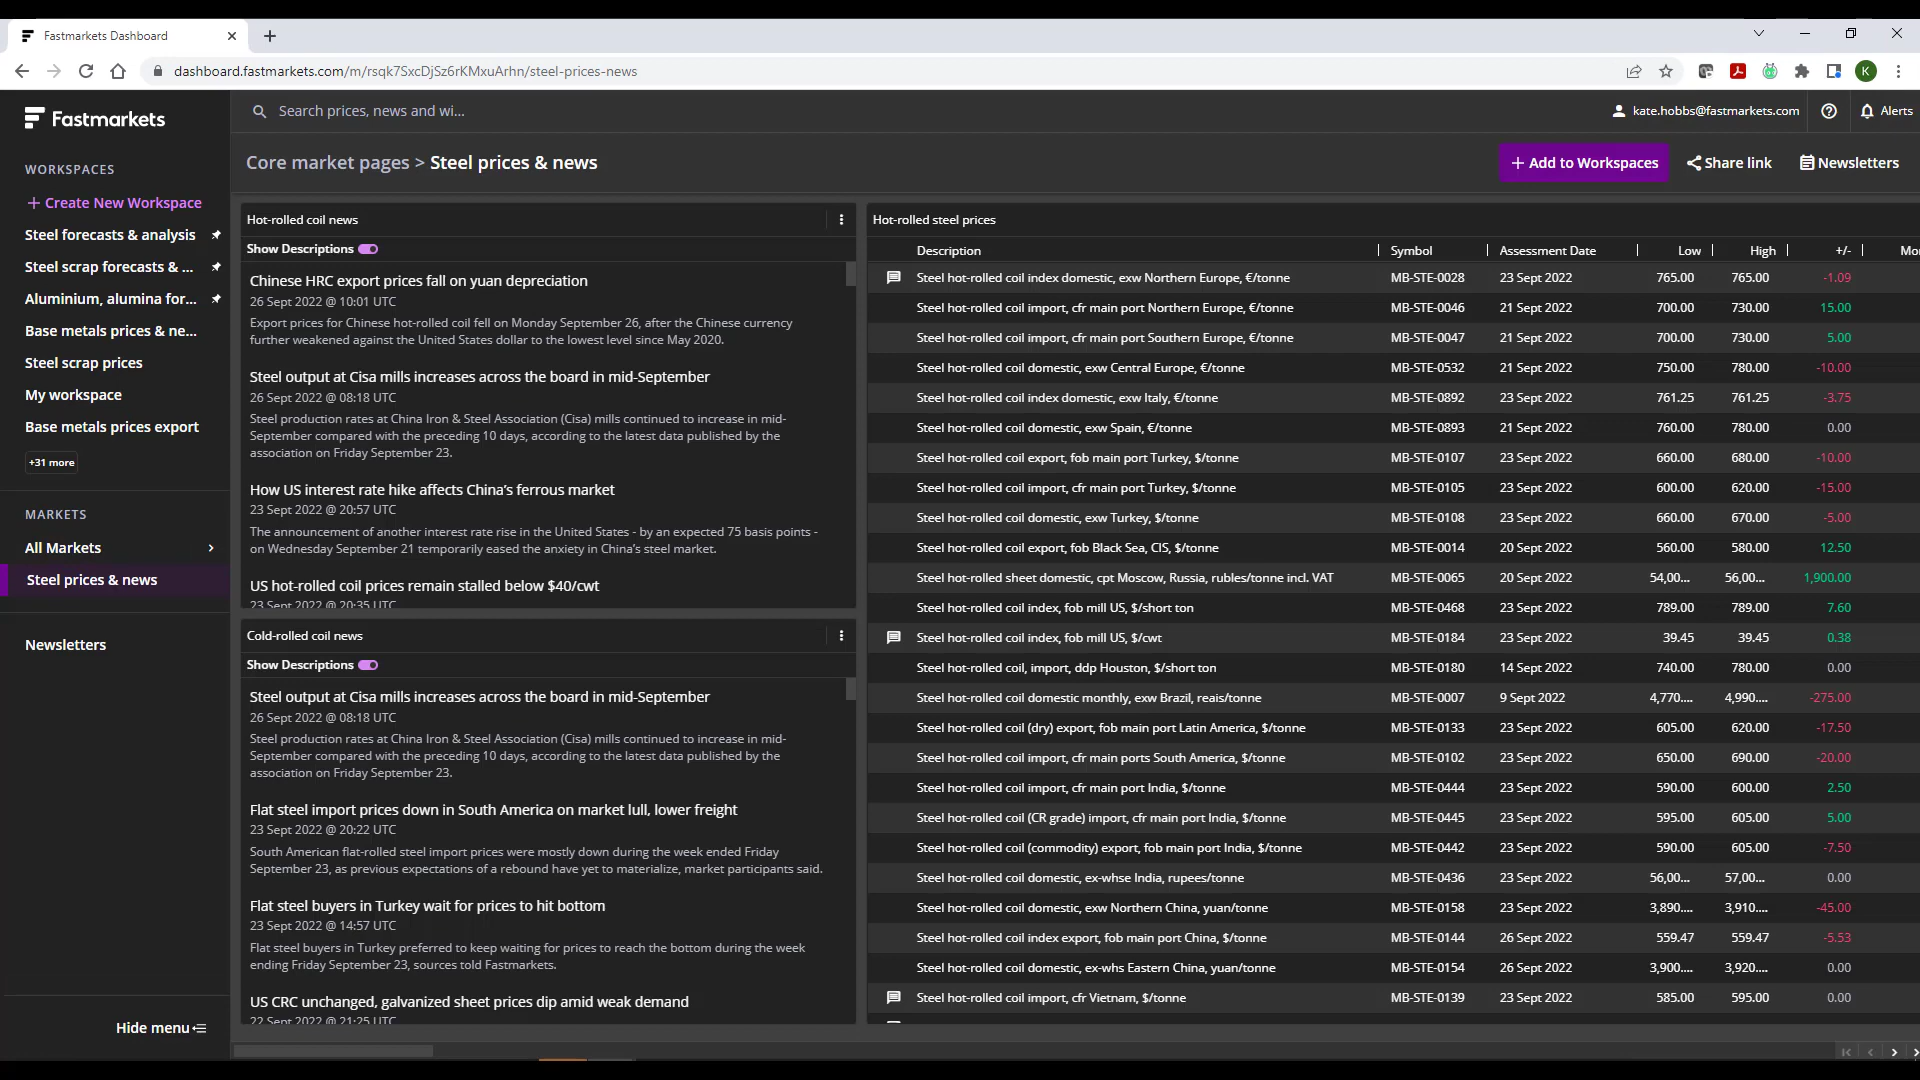 Fastmarkets Dashboard
dashboard.fastmarkets.com/m/rsqk7SxcDjSz6rKMxuArhn/steel-prices-news
K
Fastmarkets
Search prices, news and wi...
kate.hobbs@fastmarkets.com
Alerts
Core market pages > Steel prices & news
+ Add to Workspaces
Share link
Newsletters
WORKSPACES
+ Create New Workspace
Steel forecasts & analysis
Steel scrap forecasts & ...
Aluminium, alumina for...
Base metals prices & ne...
Steel scrap prices
My workspace
Base metals prices export
+31 more
MARKETS
All Markets
Steel prices & news
Newsletters
Hide menu
Hot-rolled coil news
Show Descriptions
Chinese HRC export prices fall on yuan depreciation
26 Sept 2022 @ 10:01 UTC
Export prices for Chinese hot-rolled coil fell on Monday September 26, after the Chinese currency
further weakened against the United States dollar to the lowest level since May 2020.
Steel output at Cisa mills increases across the board in mid-September
26 Sept 2022 @ 08:18 UTC
Steel production rates at China Iron & Steel Association (Cisa) mills continued to increase in mid-
September compared with the preceding 10 days, according to the latest data published by the
association on Friday September 23.
How US interest rate hike affects China’s ferrous market
23 Sept 2022 @ 20:57 UTC
The announcement of another interest rate rise in the United States - by an expected 75 basis points -
on Wednesday September 21 temporarily eased the anxiety in China’s steel market.
US hot-rolled coil prices remain stalled below $40/cwt
23 Sept 2022 @ 20:35 UTC
Cold-rolled coil news
Show Descriptions
Steel output at Cisa mills increases across the board in mid-September
26 Sept 2022 @ 08:18 UTC
Steel production rates at China Iron & Steel Association (Cisa) mills continued to increase in mid-
September compared with the preceding 10 days, according to the latest data published by the
association on Friday September 23.
Flat steel import prices down in South America on market lull, lower freight
23 Sept 2022 @ 20:22 UTC
South American flat-rolled steel import prices were mostly down during the week ended Friday
September 23, as previous expectations of a rebound have yet to materialize, market participants said.
Flat steel buyers in Turkey wait for prices to hit bottom
23 Sept 2022 @ 14:57 UTC
Flat steel buyers in Turkey preferred to keep waiting for prices to reach the bottom during the week
ending Friday September 23, sources told Fastmarkets.
US CRC unchanged, galvanized sheet prices dip amid weak demand
22 Sept 2022 @ 21:25 UTC
Hot-rolled steel prices
Description Symbol Assessment Date Low High +/-
Steel hot-rolled coil index domestic, exw Northern Europe, €/tonne MB-STE-0028 23 Sept 2022 765.00 765.00 -1.09
Steel hot-rolled coil import, cfr main port Northern Europe, €/tonne MB-STE-0046 21 Sept 2022 700.00 730.00 15.00
Steel hot-rolled coil import, cfr main port Southern Europe, €/tonne MB-STE-0047 21 Sept 2022 700.00 730.00 5.00
Steel hot-rolled coil domestic, exw Central Europe, €/tonne MB-STE-0532 21 Sept 2022 750.00 780.00 -10.00
Steel hot-rolled coil index domestic, exw Italy, €/tonne MB-STE-0892 23 Sept 2022 761.25 761.25 -3.75
Steel hot-rolled coil domestic, exw Spain, €/tonne MB-STE-0893 21 Sept 2022 760.00 780.00 0.00
Steel hot-rolled coil export, fob main port Turkey, $/tonne MB-STE-0107 23 Sept 2022 660.00 680.00 -10.00
Steel hot-rolled coil import, cfr main port Turkey, $/tonne MB-STE-0105 23 Sept 2022 600.00 620.00 -15.00
Steel hot-rolled coil domestic, exw Turkey, $/tonne MB-STE-0108 23 Sept 2022 660.00 670.00 -5.00
Steel hot-rolled coil export, fob Black Sea, CIS, $/tonne MB-STE-0014 20 Sept 2022 560.00 580.00 12.50
Steel hot-rolled sheet domestic, cpt Moscow, Russia, rubles/tonne incl. VAT MB-STE-0065 20 Sept 2022 54,00... 56,00... 1,900.00
Steel hot-rolled coil index, fob mill US, $/short ton MB-STE-0468 23 Sept 2022 789.00 789.00 7.60
Steel hot-rolled coil index, fob mill US, $/cwt MB-STE-0184 23 Sept 2022 39.45 39.45 0.38
Steel hot-rolled coil, import, ddp Houston, $/short ton MB-STE-0180 14 Sept 2022 740.00 780.00 0.00
Steel hot-rolled coil domestic monthly, exw Brazil, reais/tonne MB-STE-0007 9 Sept 2022 4,770.... 4,990.... -275.00
Steel hot-rolled coil (dry) export, fob main port Latin America, $/tonne MB-STE-0133 23 Sept 2022 605.00 620.00 -17.50
Steel hot-rolled coil import, cfr main ports South America, $/tonne MB-STE-0102 23 Sept 2022 650.00 690.00 -20.00
Steel hot-rolled coil import, cfr main port India, $/tonne MB-STE-0444 23 Sept 2022 590.00 600.00 2.50
Steel hot-rolled coil (CR grade) import, cfr main port India, $/tonne MB-STE-0445 23 Sept 2022 595.00 605.00 5.00
Steel hot-rolled coil (commodity) export, fob main port India, $/tonne MB-STE-0442 23 Sept 2022 590.00 605.00 -7.50
Steel hot-rolled coil domestic, ex-whse India, rupees/tonne MB-STE-0436 23 Sept 2022 56,00... 57,00... 0.00
Steel hot-rolled coil domestic, exw Northern China, yuan/tonne MB-STE-0158 23 Sept 2022 3,890.... 3,910.... -45.00
Steel hot-rolled coil index export, fob main port China, $/tonne MB-STE-0144 26 Sept 2022 559.47 559.47 -5.53
Steel hot-rolled coil domestic, ex-whs Eastern China, yuan/tonne MB-STE-0154 26 Sept 2022 3,900.... 3,920.... 0.00
Steel hot-rolled coil import, cfr Vietnam, $/tonne MB-STE-0139 23 Sept 2022 585.00 595.00 0.00